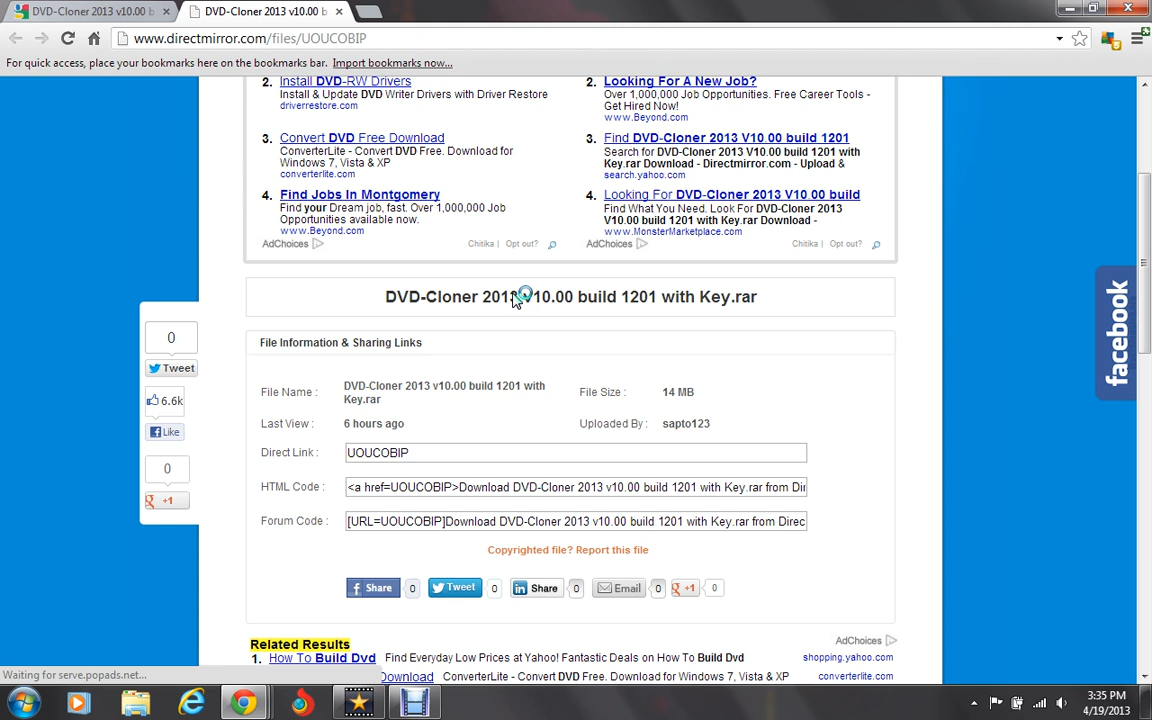 DVD-Cloner 2013 v10.00 b
DVD-Cloner 2013 v10.00 b
www.directmirror.com/files/UOUCOBIP
For quick access, place your bookmarks here on the bookmarks bar. Import bookmarks now...
2. Install DVD-RW Drivers
Install & Update DVD Writer Drivers with Driver Restore
driverrestore.com
3. Convert DVD Free Download
ConverterLite - Convert DVD Free. Download for
Windows 7, Vista & XP
converterlite.com
4. Find Jobs In Montgomery
Find your Dream job, fast. Over 1,000,000 Job
Opportunities available now.
www.Beyond.com
AdChoices
Chitika | Opt out?
2. Looking For A New Job?
Over 1,000,000 Job Opportunities. Free Career Tools -
Get Hired Now!
www.Beyond.com
3. Find DVD-Cloner 2013 V10.00 build 1201
Search for DVD-Cloner 2013 V10.00 build 1201 with
Key.rar Download - Directmirror.com - Upload &
search.yahoo.com
4. Looking For DVD-Cloner 2013 V10.00 build
Find What You Need. Look For DVD-Cloner 2013
V10.00 build 1201 with Key.rar Download -
www.MonsterMarketplace.com
AdChoices
Chitika | Opt out?
DVD-Cloner 2013 v10.00 build 1201 with Key.rar
File Information & Sharing Links
File Name : DVD-Cloner 2013 v10.00 build 1201 with
Key.rar
File Size : 14 MB
Last View : 6 hours ago
Uploaded By : sapto123
Direct Link : UOUCOBIP
HTML Code : <a href=UOUCOBIP>Download DVD-Cloner 2013 v10.00 build 1201 with Key.rar from Dir
Forum Code : [URL=UOUCOBIP]Download DVD-Cloner 2013 v10.00 build 1201 with Key.rar from Direc
Copyrighted file? Report this file
Share 0 Tweet 0 in Share 0 Email 0 g +1 0
0
Tweet
6.6k
Like
0
g +1
facebook
AdChoices
Related Results
1. How To Build Dvd Find Everyday Low Prices at Yahoo! Fantastic Deals on How To Build Dvd shopping.yahoo.com
Download ConverterLite - Convert DVD Free. Download for Windows 7, Vista & XP converterlite.com
Waiting for serve.popads.net...
3:35 PM
4/19/2013